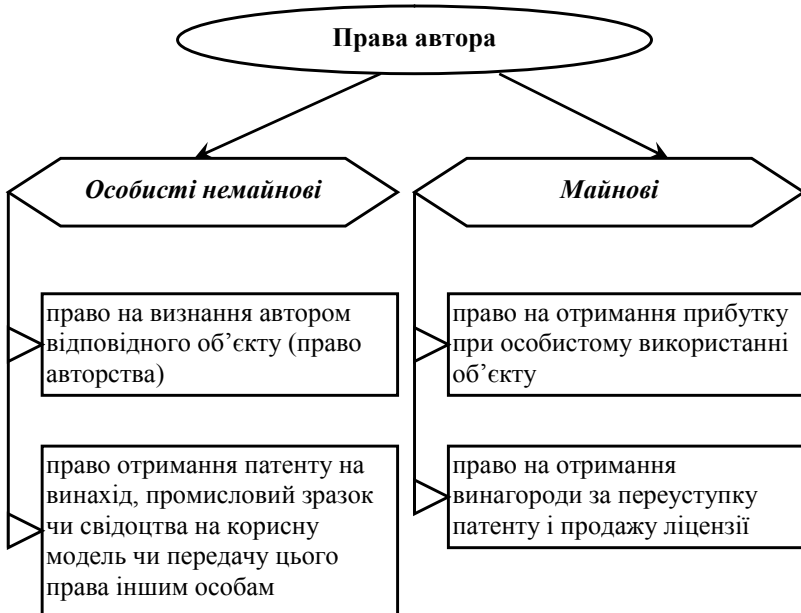 Права автора
Особисті немайнові
право на визнання автором
відповідного об’єкту (право
авторства)
право отримання патенту на
винахід, промисловий зразок
чи свідоцтва на корисну
модель чи передачу цього
права іншим особам
Майнові
право на отримання прибутку
при особистому використанні
об’єкту
право на отримання
винагороди за переуступку
патенту і продажу ліцензії